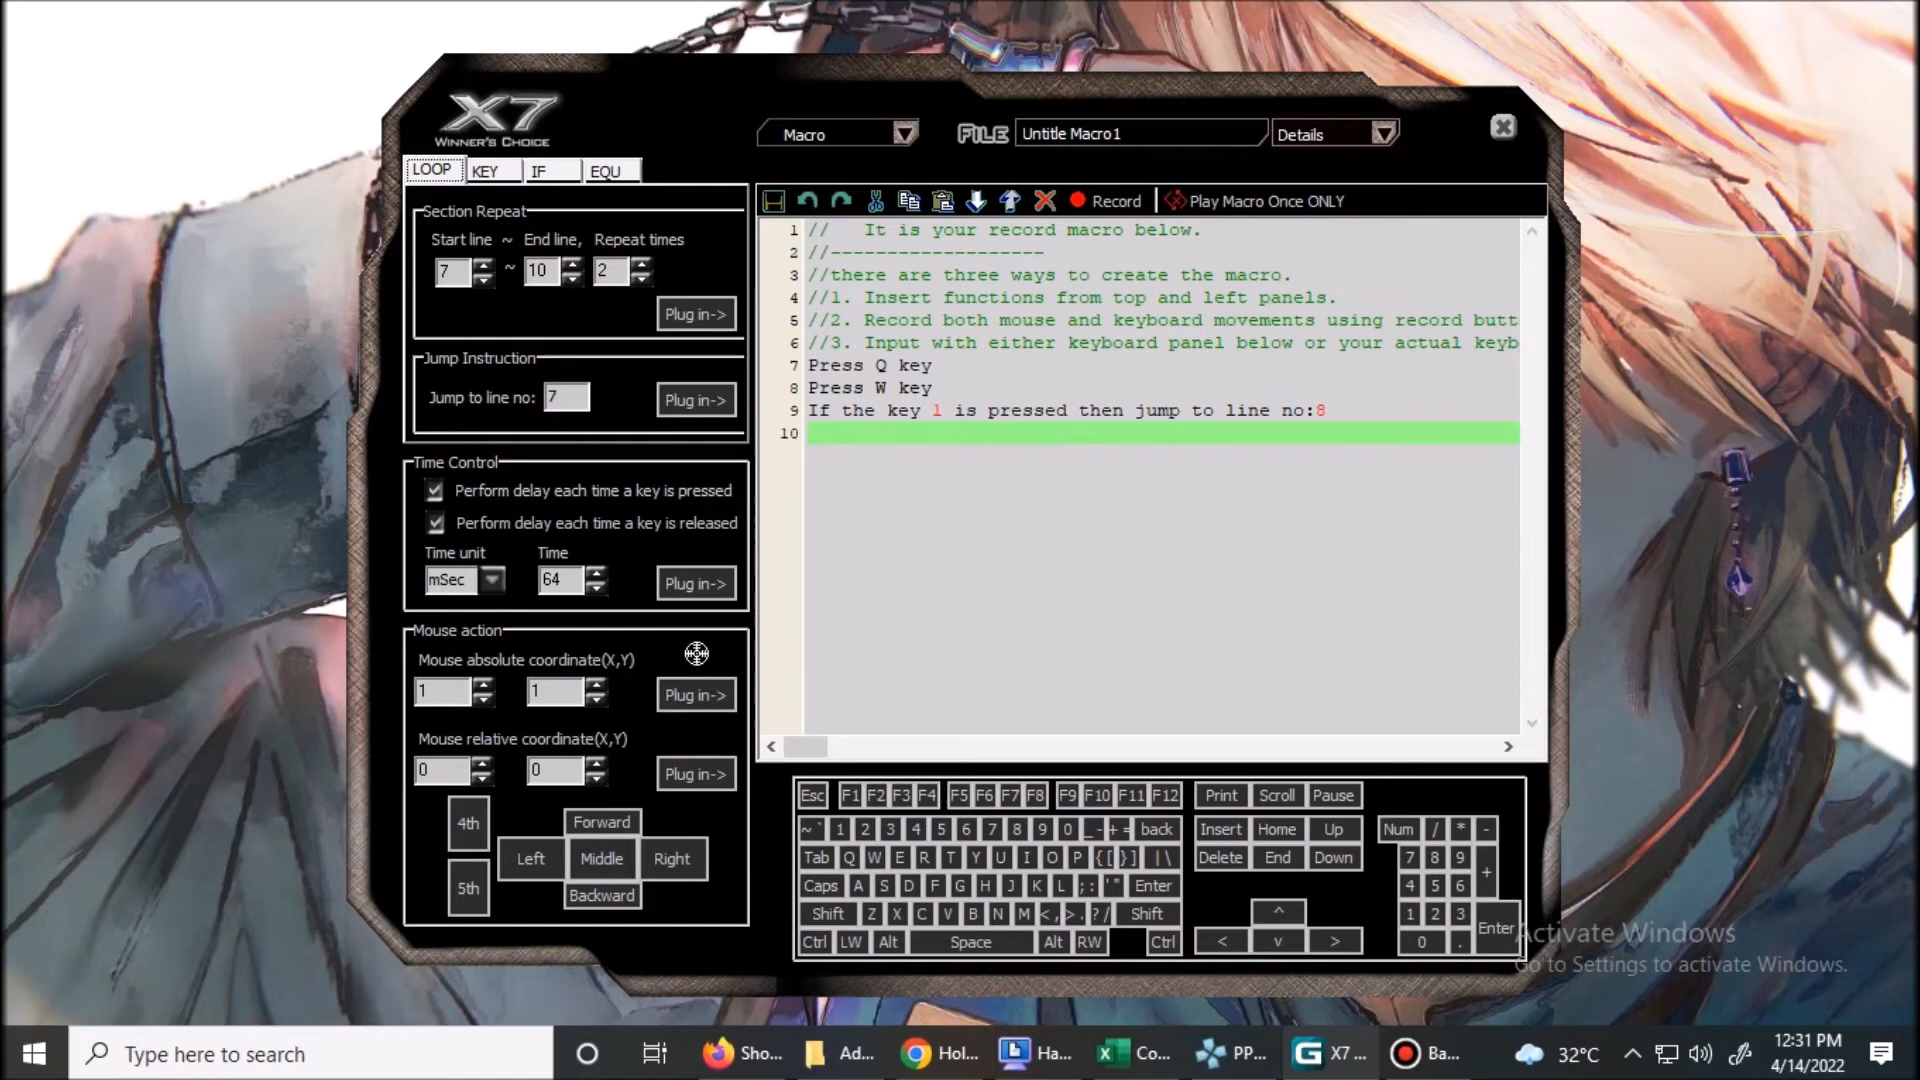 X7
WINNER'S CHOICE
Macro
FILE
Untitle Macro1
Details
LOOP
KEY
IF
EQU
Record
Play Macro Once ONLY
Section Repeat
Start line ~ End line, Repeat times
7 ~ 10 2
Plug in->
Jump Instruction
Jump to line no: 7
Plug in->
Time Control
Perform delay each time a key is pressed
Perform delay each time a key is released
Time unit Time
mSec 64 Plug in->
Mouse action
Mouse absolute coordinate(X,Y)
1 1 Plug in->
Mouse relative coordinate(X,Y)
0 0 Plug in->
4th Forward
Left Middle Right
5th Backward
1 // It is your record macro below.
2 //-------------------
3 //there are three ways to create the macro.
4 //1. Insert functions from top and left panels.
5 //2. Record both mouse and keyboard movements using record butt
6 //3. Input with either keyboard panel below or your actual keyb
7 Press Q key
8 Press W key
9 If the key 1 is pressed then jump to line no:8
10
< >
Esc F1 F2 F3 F4 F5 F6 F7 F8 F9 F10 F11 F12 Print Scroll Pause
~ ` 1 2 3 4 5 6 7 8 9 0 _ - + = back Insert Home Up Num / * -
Tab Q W E R T Y U I O P { [ } ] | \ Delete End Down 7 8 9 +
Caps A S D F G H J K L ; : ' " Enter 4 5 6
Shift Z X C V B N M < , > . ? / Shift ^ 1 2 3 Enter
Ctrl LW Alt Space Alt RW Ctrl < v > 0 .
Activate Windows
Go to Settings to activate Windows.
Type here to search
Sho...
Ad...
Hol...
Ha...
Co...
PP...
X7 ...
Ba...
32°C
12:31 PM
4/14/2022